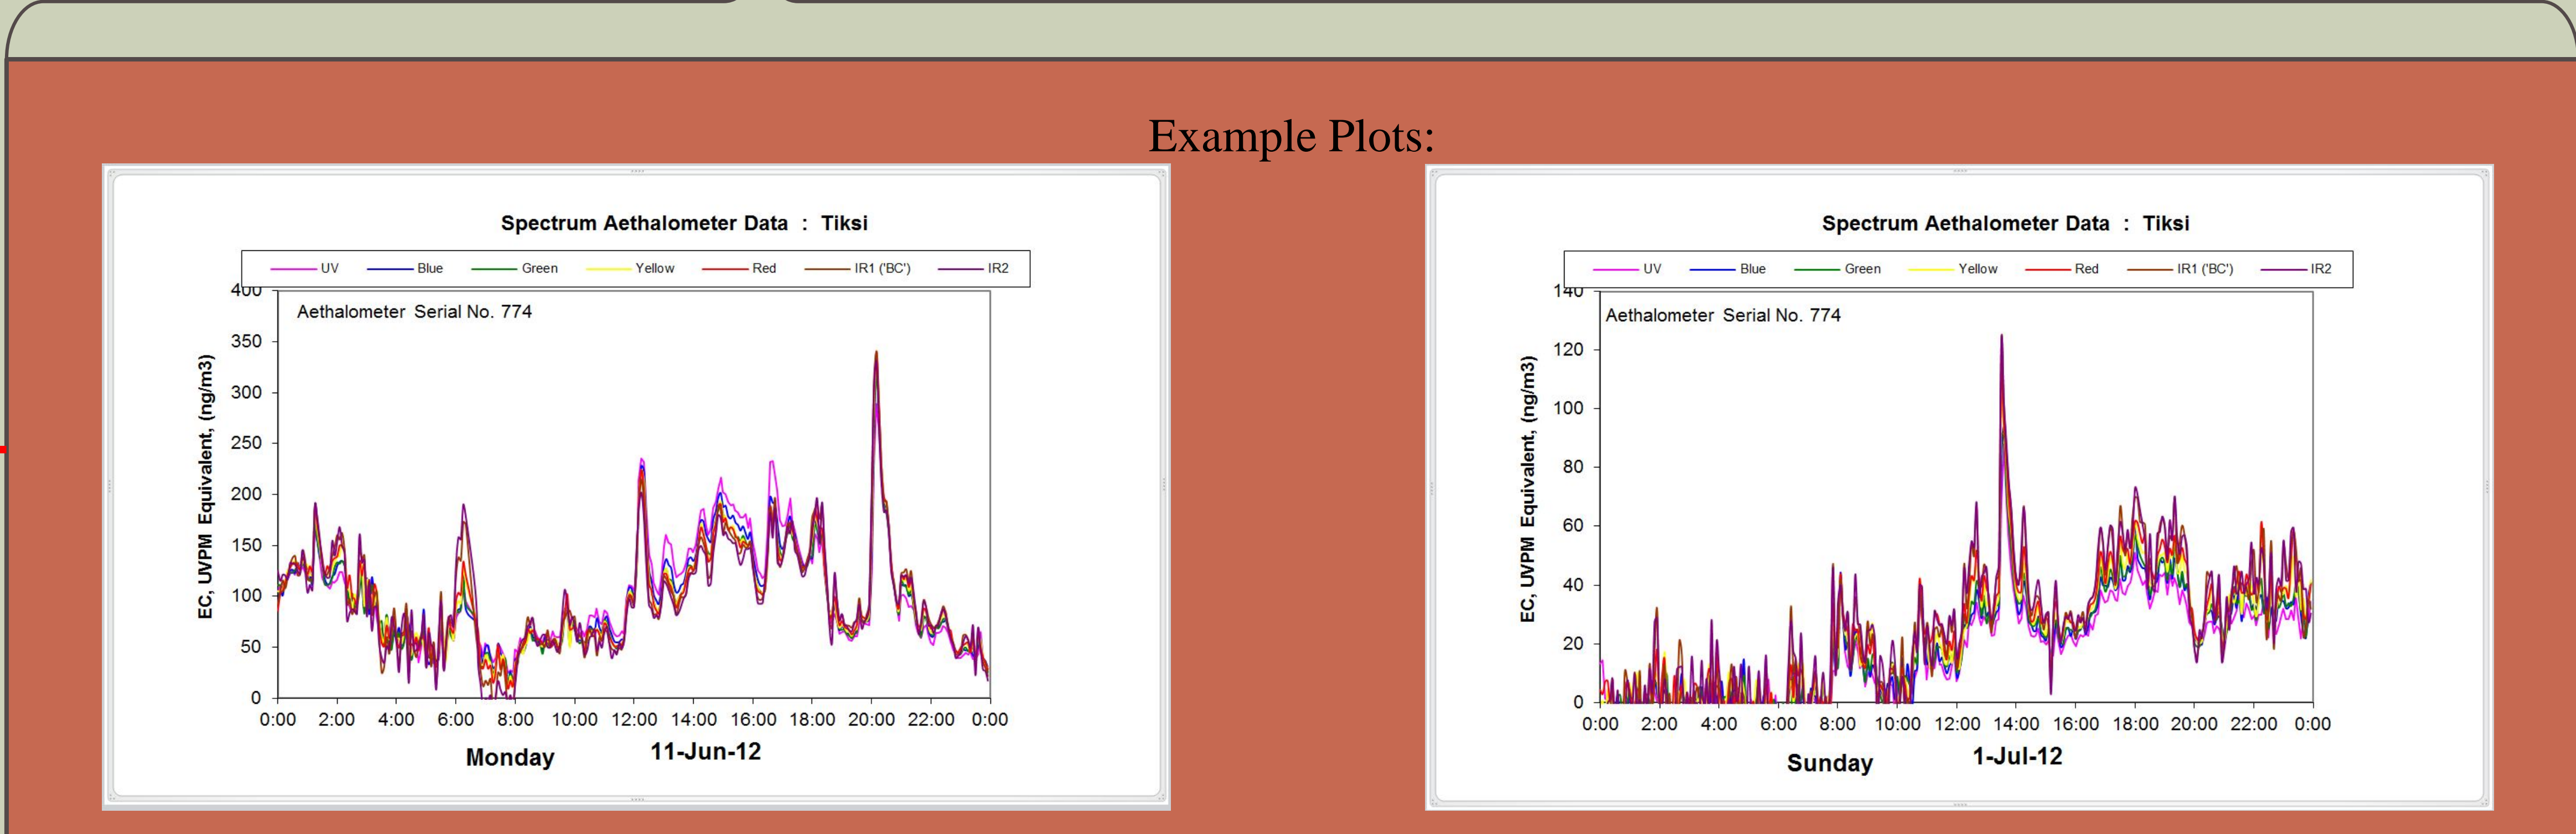 Example Plots:
Spectrum Aethalometer Data : Tiksi
UV Blue Green Yellow Red IR1 ('BC') IR2
Aethalometer Serial No. 774
EC, UVPM Equivalent, (ng/m3)
400
350
300
250
200
150
100
50
0
0:00 2:00 4:00 6:00 8:00 10:00 12:00 14:00 16:00 18:00 20:00 22:00 0:00
Monday 11-Jun-12
Spectrum Aethalometer Data : Tiksi
UV Blue Green Yellow Red IR1 ('BC') IR2
Aethalometer Serial No. 774
EC, UVPM Equivalent, (ng/m3)
140
120
100
80
60
40
20
0
0:00 2:00 4:00 6:00 8:00 10:00 12:00 14:00 16:00 18:00 20:00 22:00 0:00
Sunday 1-Jul-12